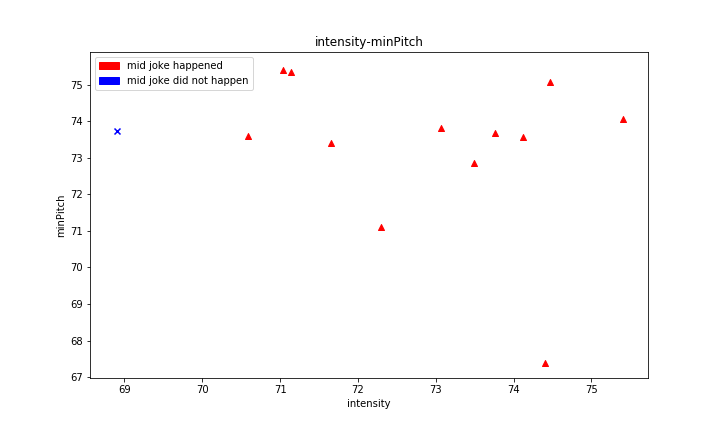 intensity-minPitch
mid joke happened
mid joke did not happen
75
74
73
72
71
70
69
68
67
minPitch
69 70 71 72 73 74 75
intensity